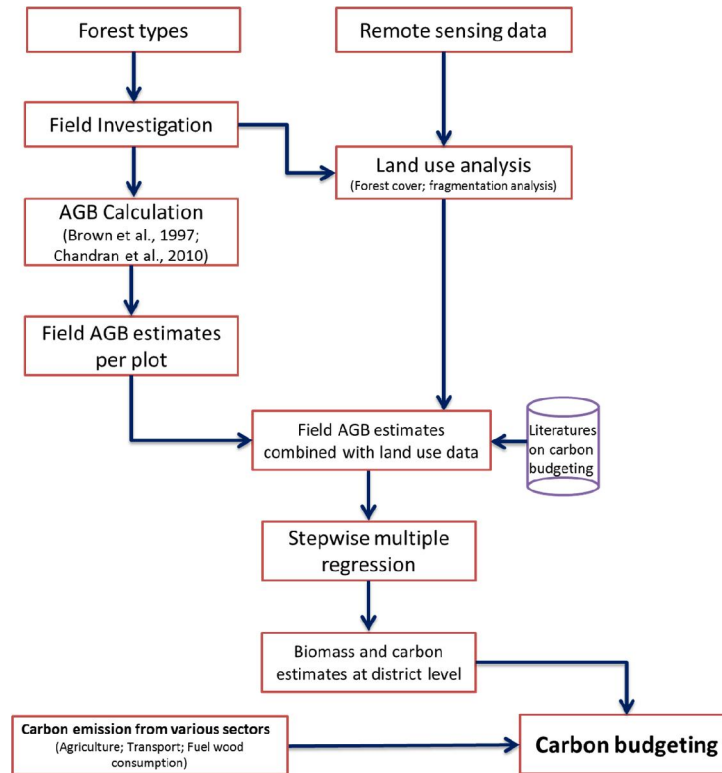 Forest types
Remote sensing data
Field Investigation
Land use analysis
(Forest cover; fragmentation analysis)
AGB Calculation
(Brown et al., 1997;
Chandran et al., 2010)
Field AGB estimates
per plot
Field AGB estimates
combined with land use data
Literatures
on carbon
budgeting
Stepwise multiple
regression
Biomass and carbon
estimates at district level
Carbon emission from various sectors
(Agriculture; Transport; Fuel wood
consumption)
Carbon budgeting